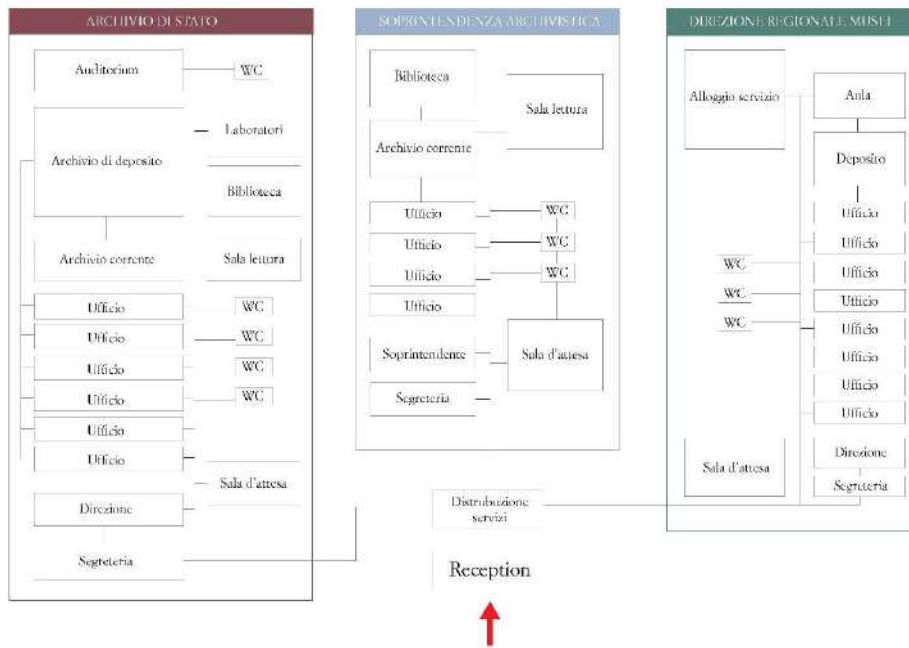 ARCHIVIO DI STATO
Auditorium
WC
Archivio di deposito
Laboratori
Biblioteca
Archivio corrente
Sala lettura
Ufficio
WC
Ufficio
WC
Ufficio
WC
Ufficio
WC
Ufficio
Ufficio
Sala d'attesa
Direzione
Segreteria
SOPRINTENDENZA ARCHIVISTICA
Biblioteca
Sala lettura
Archivio corrente
Ufficio
WC
Ufficio
WC
Ufficio
WC
Ufficio
Soprintendente
Sala d'attesa
Segreteria
DIREZIONE REGIONALE MUSEI
Alloggio servizio
Aula
Deposito
Ufficio
Ufficio
WC
Ufficio
WC
Ufficio
WC
Ufficio
Ufficio
Ufficio
Ufficio
Sala d'attesa
Direzione
Segreteria
Distrubuzione
servizi
Reception